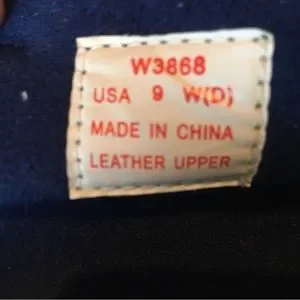 W3868
USA 9 W(D)
MADE IN CHINA
LEATHER UPPER